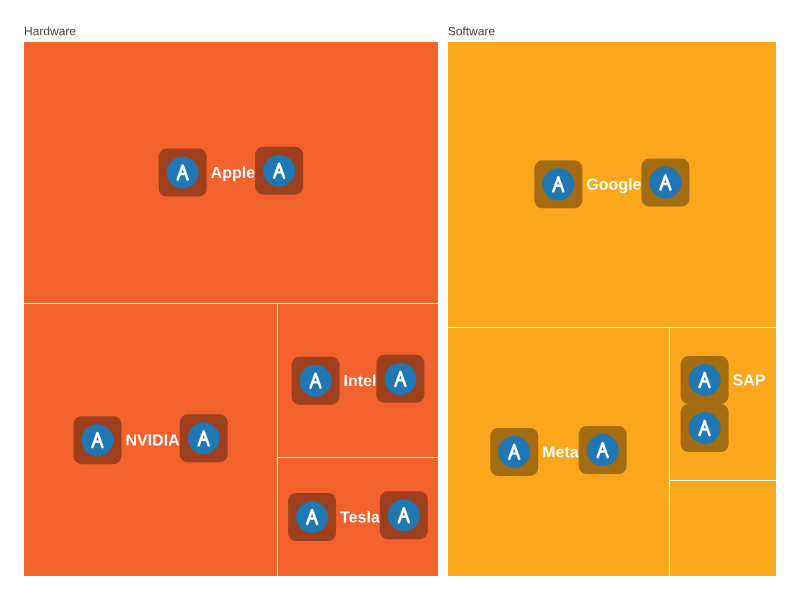 Hardware
Software
Apple
Google
NVIDIA
Intel
Tesla
Meta
SAP